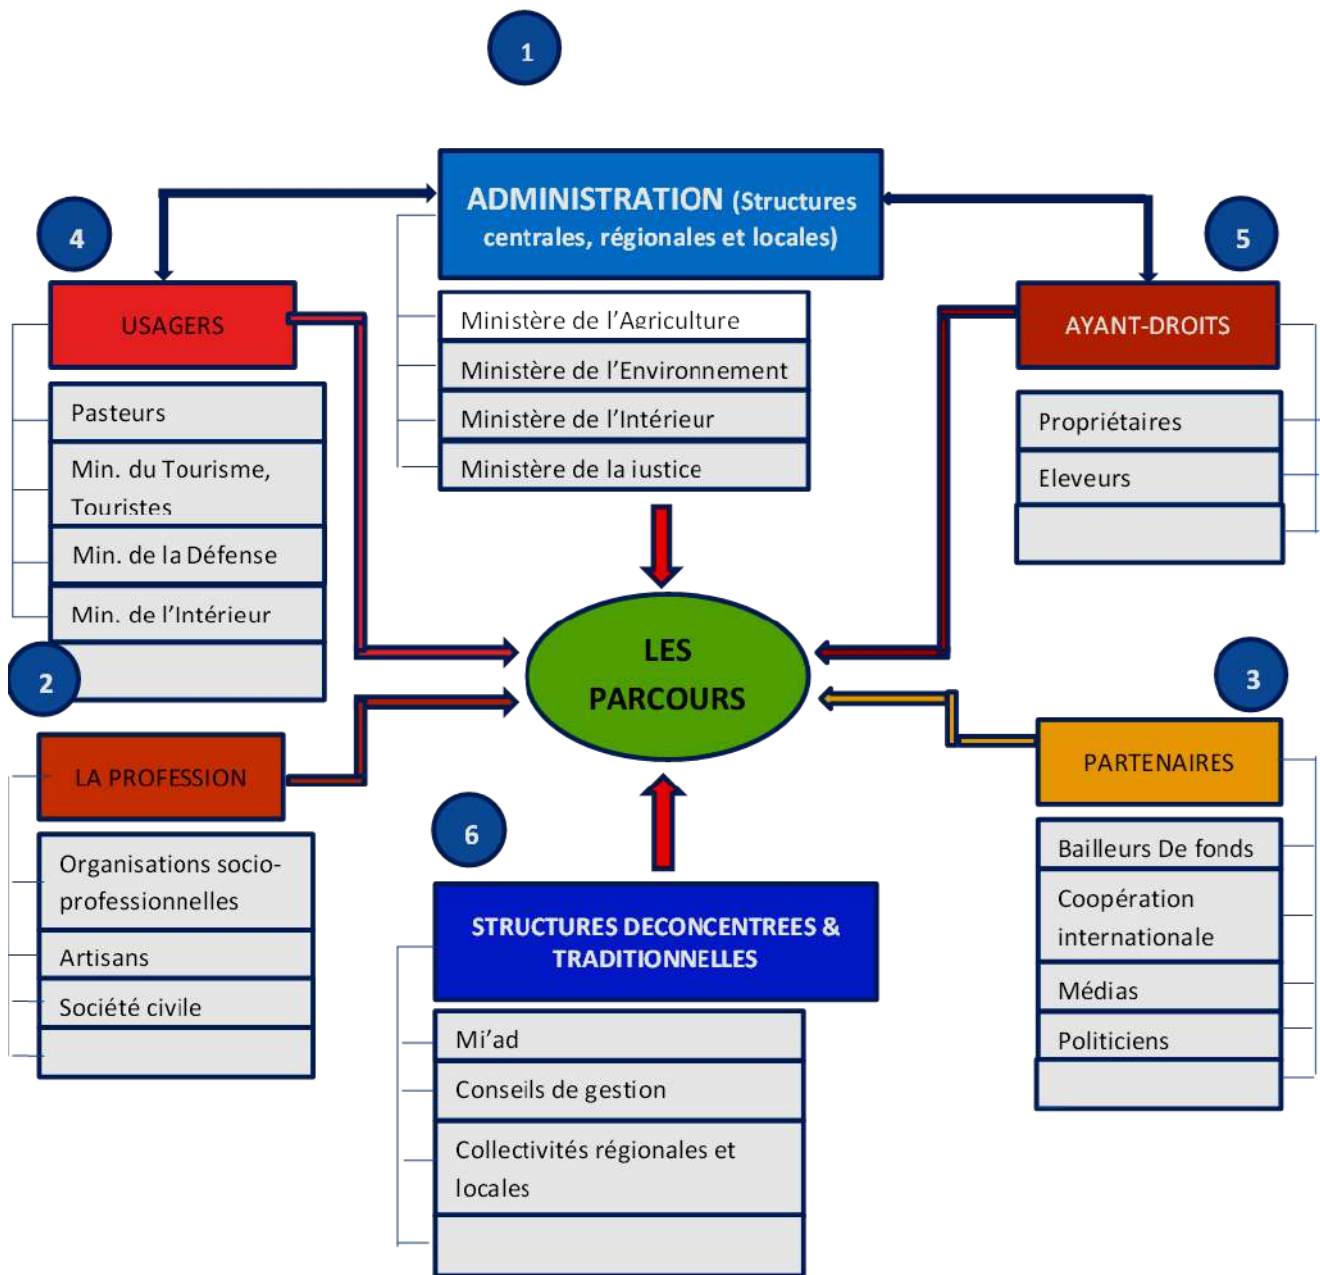 1
ADMINISTRATION (Structures
centrales, régionales et locales)
Ministère de l'Agriculture
Ministère de l'Environnement
Ministère de l'Intérieur
Ministère de la justice
4
USAGERS
Pasteurs
Min. du Tourisme,
Touristes
Min. de la Défense
Min. de l'Intérieur
5
AYANT-DROITS
Propriétaires
Eleveurs
LES
PARCOURS
2
LA PROFESSION
Organisations socio-
professionnelles
Artisans
Société civile
3
PARTENAIRES
Bailleurs De fonds
Coopération
internationale
Médias
Politiciens
6
STRUCTURES DECONCENTREES &
TRADITIONNELLES
Mi'ad
Conseils de gestion
Collectivités régionales et
locales